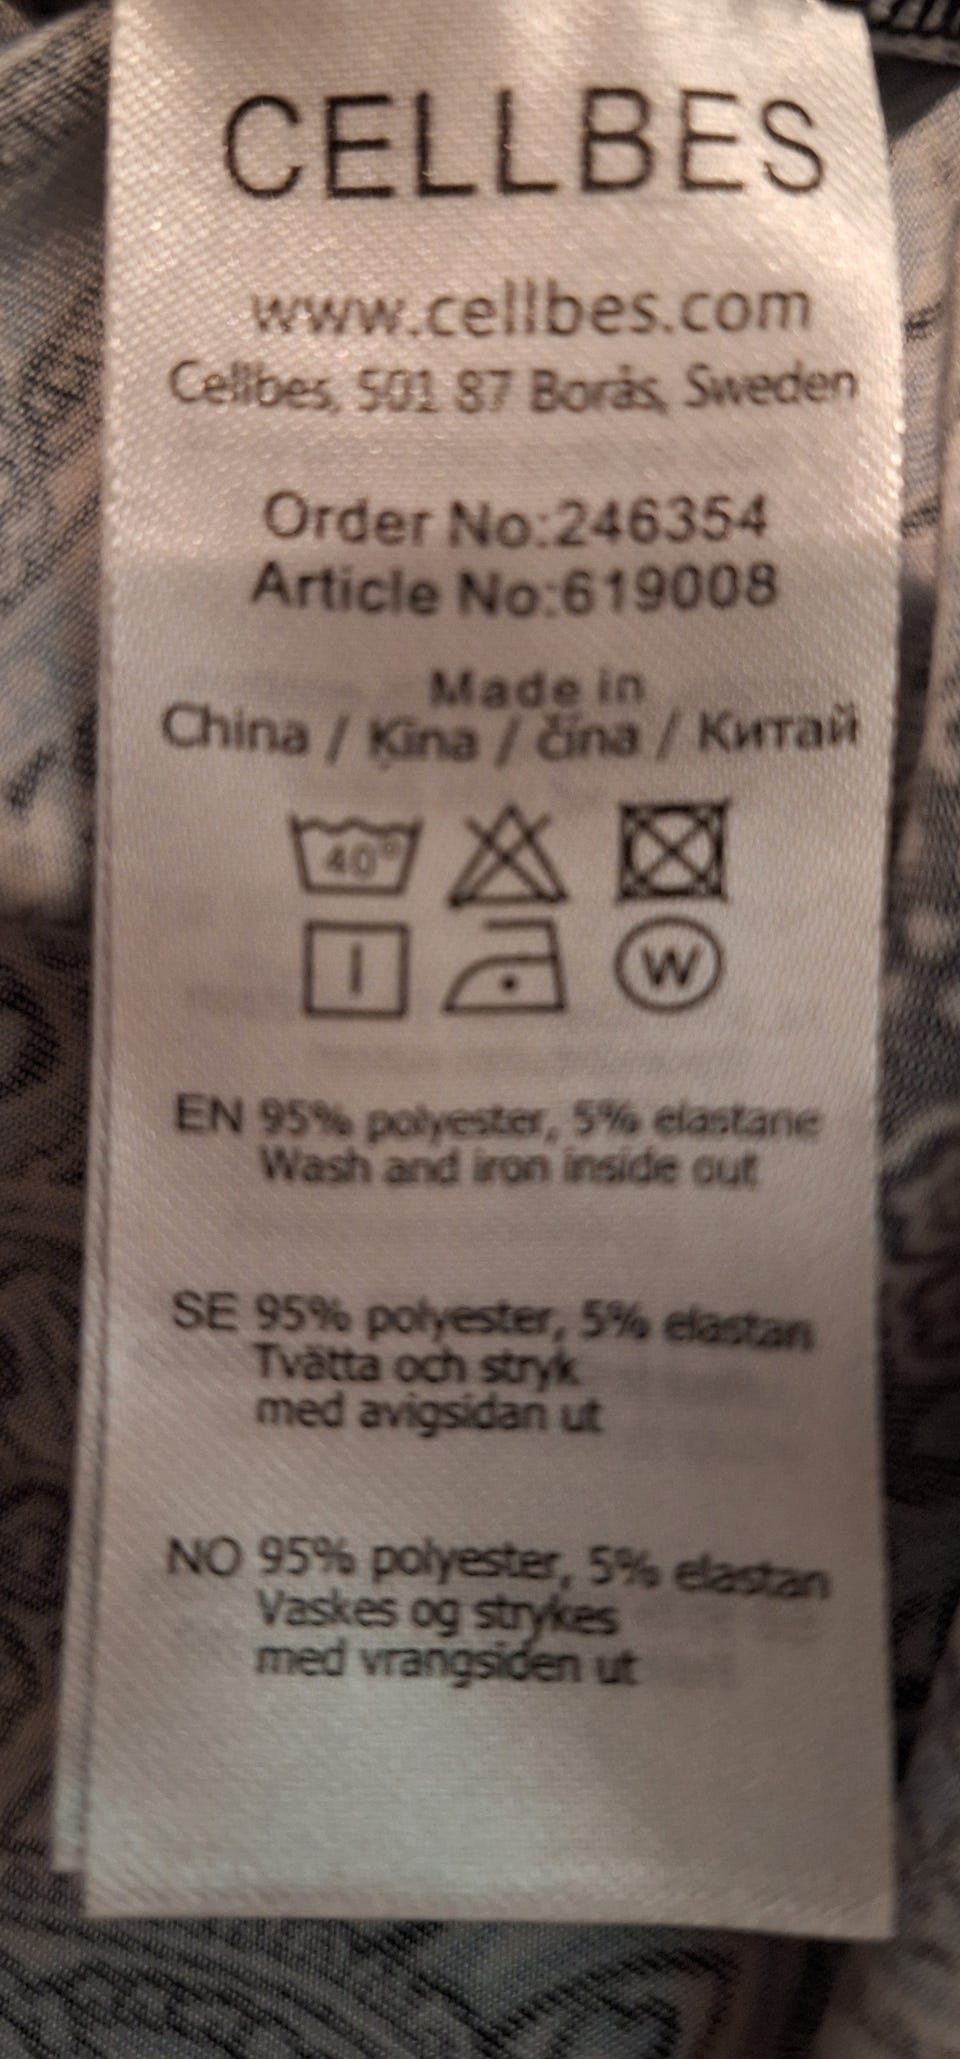 CELLBES
www.cellbes.com
Cellbes, 501 87 Borås, Sweden
Order No:246354
Article No:619008
Made in
China / Ķīna / čína / Китай
40°
W
EN 95% polyester, 5% elastane
Wash and iron inside out
SE 95% polyester, 5% elastan
Tvätta och stryk
med avigsidan ut
NO 95% polyester, 5% elastan
Vaskes og strykes
med vrangsiden ut